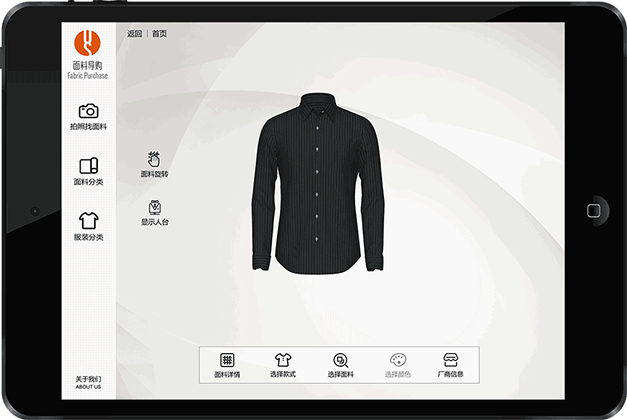 返回 | 首页
面料导购
Fabric Purchase
拍照找面料
面料分类
服装分类
面料旋转
显示人台
面料详情
选择款式
选择面料
选择颜色
厂商信息
关于我们
ABOUT US